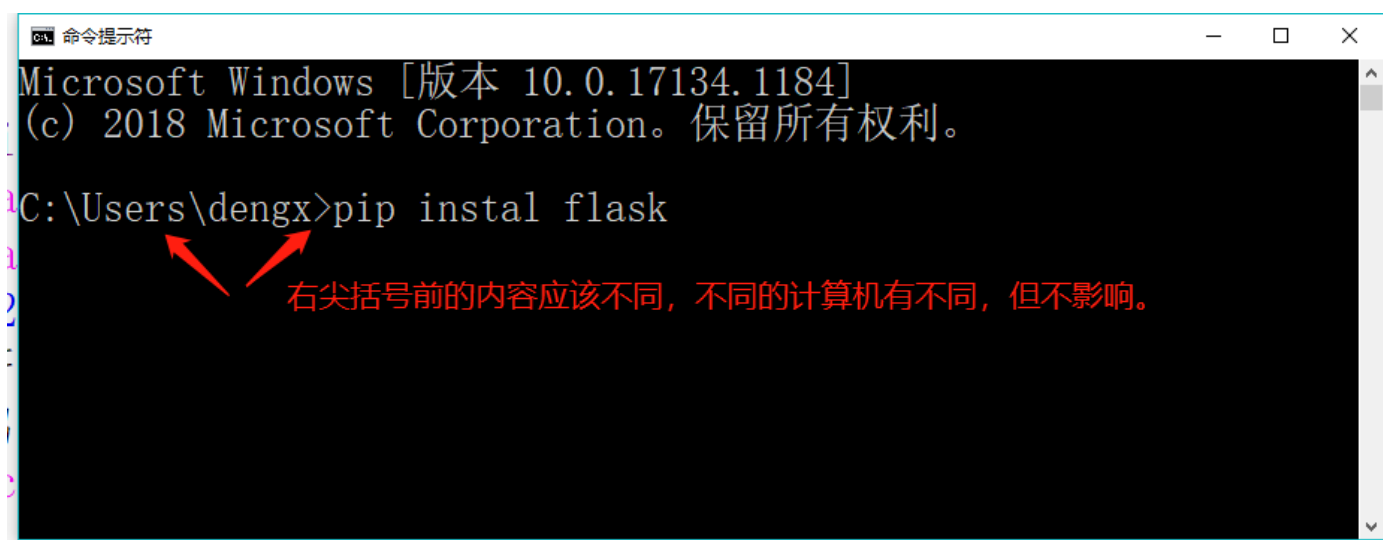 命令提示符
Microsoft Windows [版本 10.0.17134.1184]
(c) 2018 Microsoft Corporation。保留所有权利。
C:\Users\dengx>pip instal flask
右尖括号前的内容应该不同，不同的计算机有不同，但不影响。